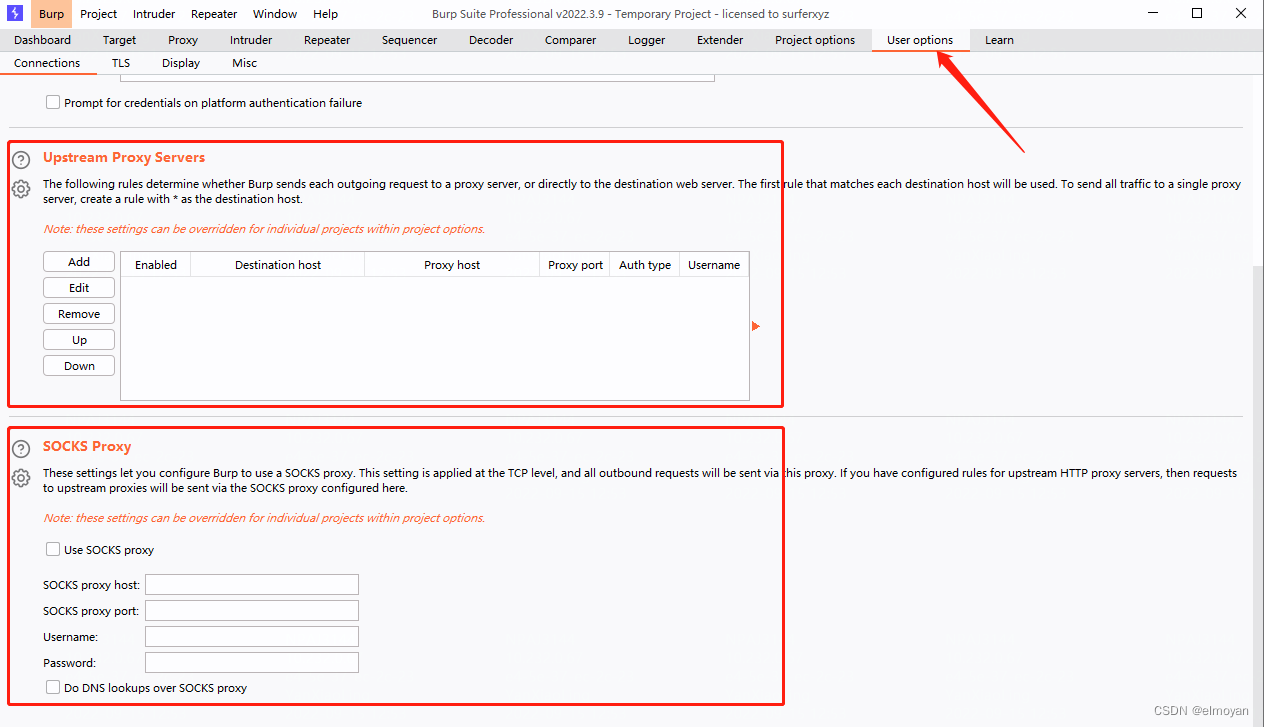 Burp Project Intruder Repeater Window Help Burp Suite Professional v2022.3.9 - Temporary Project - licensed to surferxyz
Dashboard Target Proxy Intruder Repeater Sequencer Decoder Comparer Logger Extender Project options User options Learn
Connections TLS Display Misc
Prompt for credentials on platform authentication failure
? Upstream Proxy Servers
The following rules determine whether Burp sends each outgoing request to a proxy server, or directly to the destination web server. The first rule that matches each destination host will be used. To send all traffic to a single proxy
server, create a rule with * as the destination host.
Note: these settings can be overridden for individual projects within project options.
Add
Edit
Remove
Up
Down
Enabled Destination host Proxy host Proxy port Auth type Username
? SOCKS Proxy
These settings let you configure Burp to use a SOCKS proxy. This setting is applied at the TCP level, and all outbound requests will be sent via this proxy. If you have configured rules for upstream HTTP proxy servers, then requests
to upstream proxies will be sent via the SOCKS proxy configured here.
Note: these settings can be overridden for individual projects within project options.
Use SOCKS proxy
SOCKS proxy host:
SOCKS proxy port:
Username:
Password:
Do DNS lookups over SOCKS proxy
CSDN @elmoyan